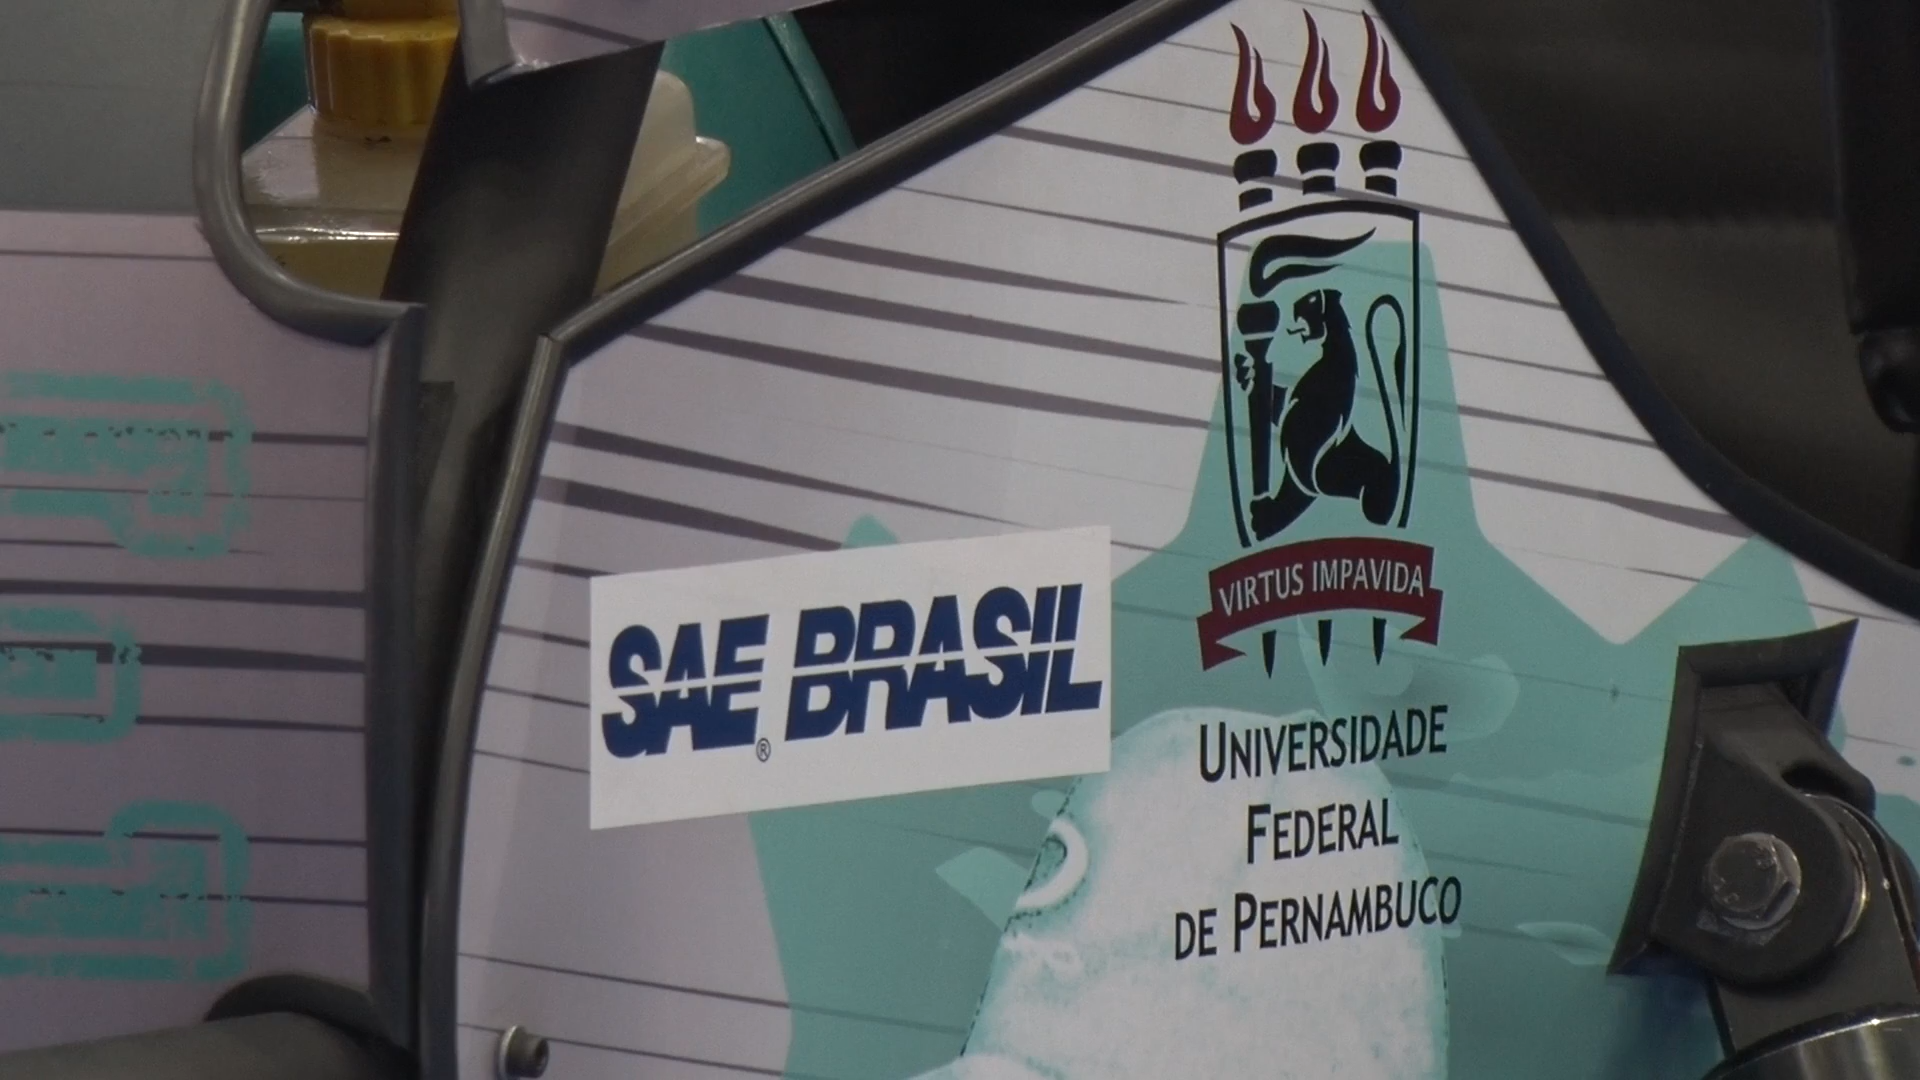 VIRTUS IMPAVIDA
SAE BRASIL
®
UNIVERSIDADE
FEDERAL
DE PERNAMBUCO